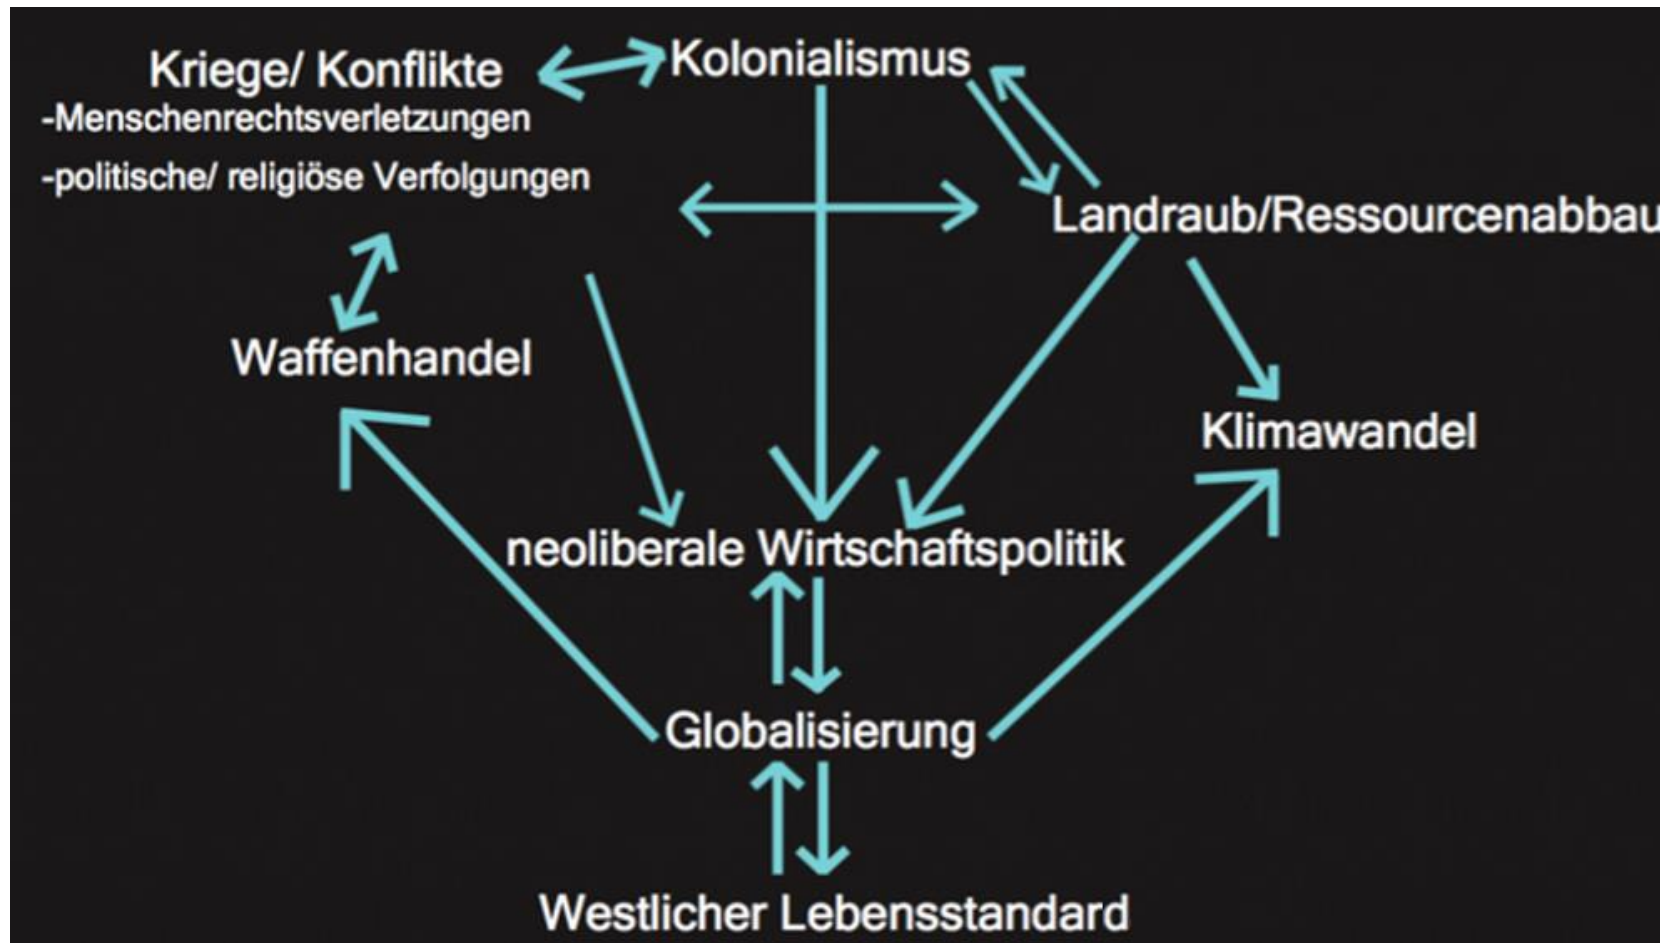 Kriege/ Konflikte
Kolonialismus
-Menschenrechtsverletzungen
-politische/ religiöse Verfolgungen
Landraub/Ressourcenabbau
Waffenhandel
Klimawandel
neoliberale Wirtschaftspolitik
Globalisierung
Westlicher Lebensstandard